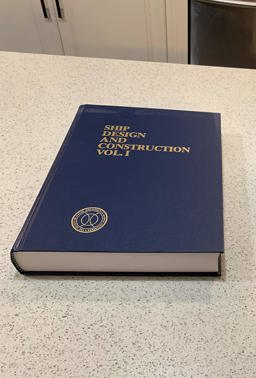 SHIP
DESIGN
AND
CONSTRUCTION
VOL. I